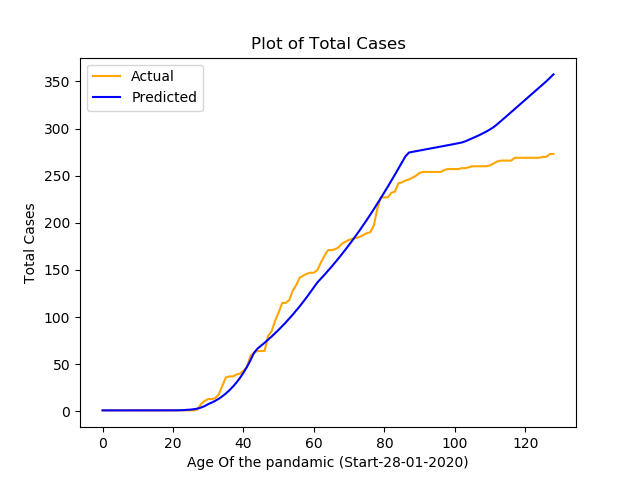 Plot of Total Cases
Actual
Predicted
350
300
250
200
150
100
50
0
Total Cases
0 20 40 60 80 100 120
Age Of the pandamic (Start-28-01-2020)